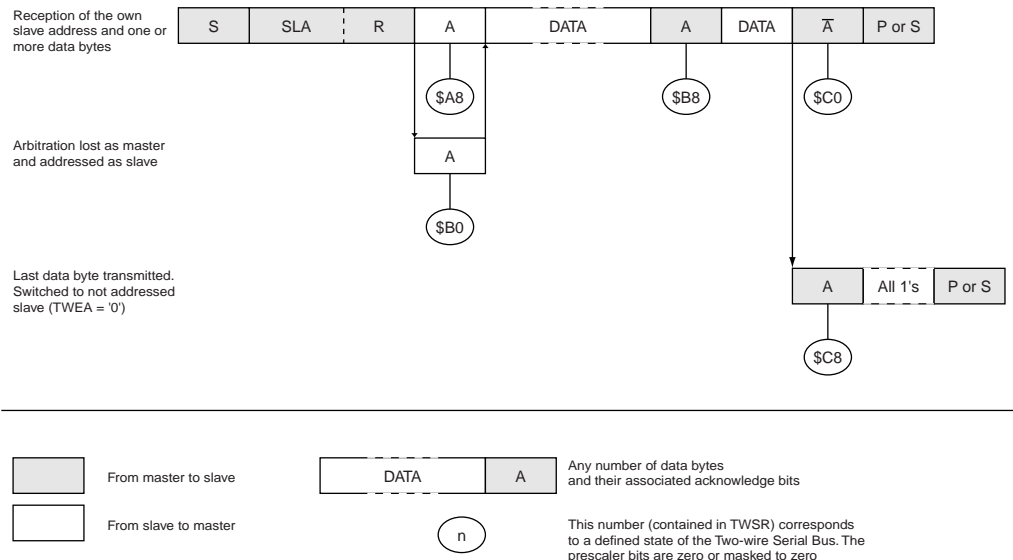 Reception of the own
slave address and one or
more data bytes
S SLA R A DATA A DATA A̅ P or S
$A8 $B8 $C0
Arbitration lost as master
and addressed as slave
A
$B0
Last data byte transmitted.
Switched to not addressed
slave (TWEA = '0')
A All 1's P or S
$C8
From master to slave
DATA A
Any number of data bytes
and their associated acknowledge bits
From slave to master
n
This number (contained in TWSR) corresponds
to a defined state of the Two-wire Serial Bus. The
prescaler bits are zero or masked to zero